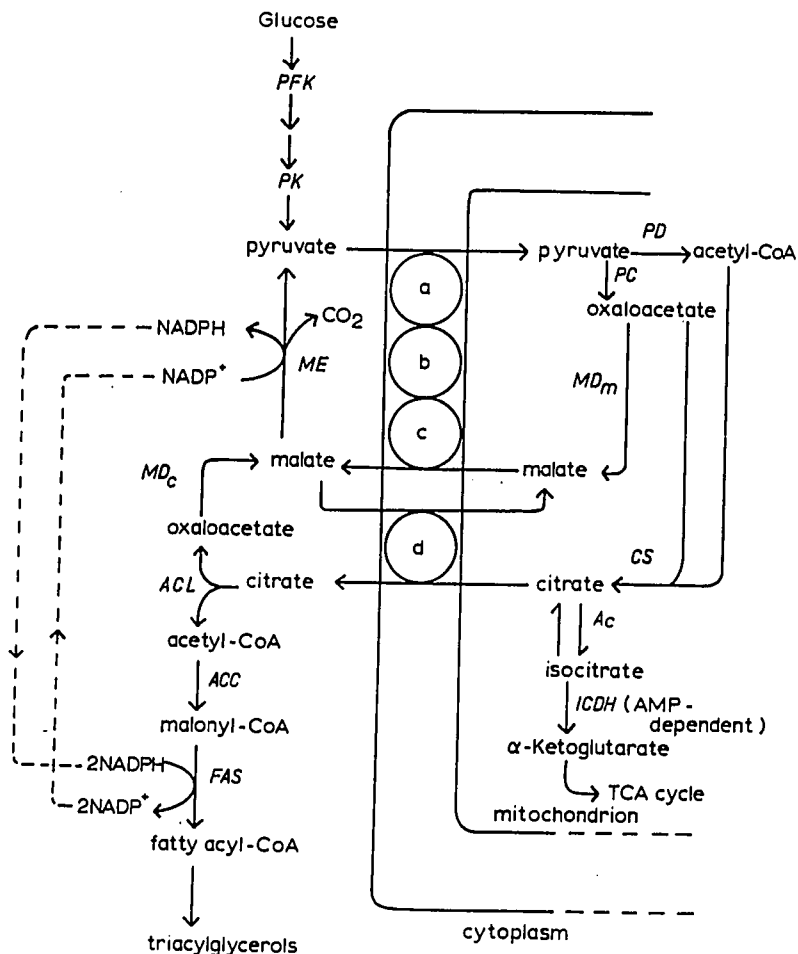 Glucose
PFK
PK
pyruvate
pyruvate
PD
acetyl-CoA
PC
oxaloacetate
a
NADPH
CO2
ME
NADP+
b
MDm
c
malate
malate
MDc
oxaloacetate
d
CS
ACL
citrate
citrate
Ac
acetyl-CoA
isocitrate
ACC
ICDH (AMP-
dependent)
malonyl-CoA
α-Ketoglutarate
2NADPH
FAS
TCA cycle
2NADP+
mitochondrion
fatty acyl-CoA
cytoplasm
triacylglycerols